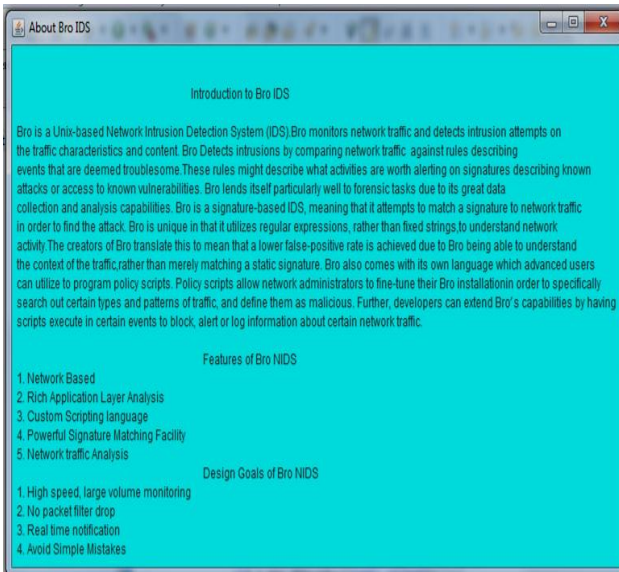 About Bro IDS
Introduction to Bro IDS
Bro is a Unix-based Network Intrusion Detection System (IDS).Bro monitors network traffic and detects intrusion attempts on
the traffic characteristics and content. Bro Detects intrusions by comparing network traffic against rules describing
events that are deemed troublesome.These rules might describe what activities are worth alerting on signatures describing known
attacks or access to known vulnerabilities. Bro lends itself particularly well to forensic tasks due to its great data
collection and analysis capabilities. Bro is a signature-based IDS, meaning that it attempts to match a signature to network traffic
in order to find the attack. Bro is unique in that it utilizes regular expressions, rather than fixed strings,to understand network
activity.The creators of Bro translate this to mean that a lower false-positive rate is achieved due to Bro being able to understand
the context of the traffic,rather than merely matching a static signature. Bro also comes with its own language which advanced users
can utilize to program policy scripts. Policy scripts allow network administrators to fine-tune their Bro installationin order to specifically
search out certain types and patterns of traffic, and define them as malicious. Further, developers can extend Bro's capabilities by having
scripts execute in certain events to block, alert or log information about certain network traffic.
Features of Bro NIDS
1. Network Based
2. Rich Application Layer Analysis
3. Custom Scripting language
4. Powerful Signature Matching Facility
5. Network traffic Analysis
Design Goals of Bro NIDS
1. High speed, large volume monitoring
2. No packet filter drop
3. Real time notification
4. Avoid Simple Mistakes